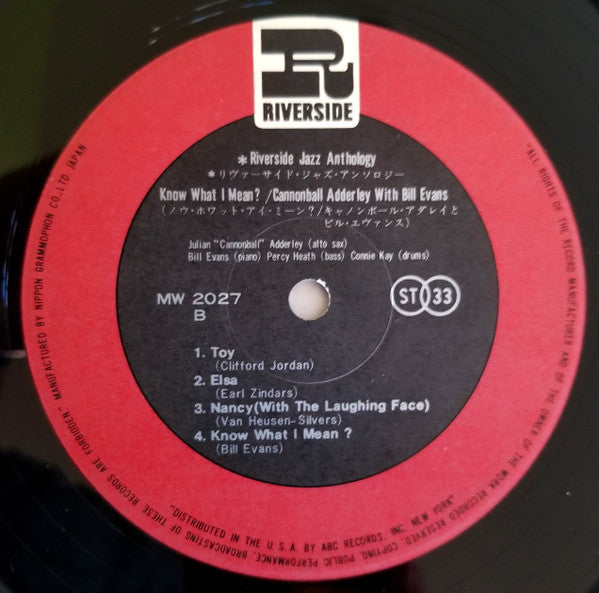 R
RIVERSIDE
*Riverside Jazz Anthology
*リヴァーサイド・ジャズ・アンソロジー
Know What I Mean? /Cannonball Adderley With Bill Evans
(ノウ・ホワット・アイ・ミーン?/キャノンボール・アダレイと
ビル・エヴァンス)
Julian "Cannonball" Adderley (alto sax)
Bill Evans (piano) Percy Heath (bass) Connie Kay (drums)
MW 2027
B
ST 33
1. Toy
(Clifford Jordan)
2. Elsa
(Earl Zindars)
3. Nancy(With The Laughing Face)
(Van Heusen-Silvers)
4. Know What I Mean ?
(Bill Evans)
"DISTRIBUTED IN THE U.S.A. BY ABC RECORDS, INC. NEW YORK"
"ALL RIGHTS OF THE RECORD MANUFACTURER AND OF THE OWNER OF THE WORK RECORDED RESERVED COPYING, PUBLIC PERFORMANCE, BROADCASTING OF THESE RECORDS ARE FORBIDDEN" MANUFACTURED BY NIPPON GRAMMOPHON CO., LTD. JAPAN